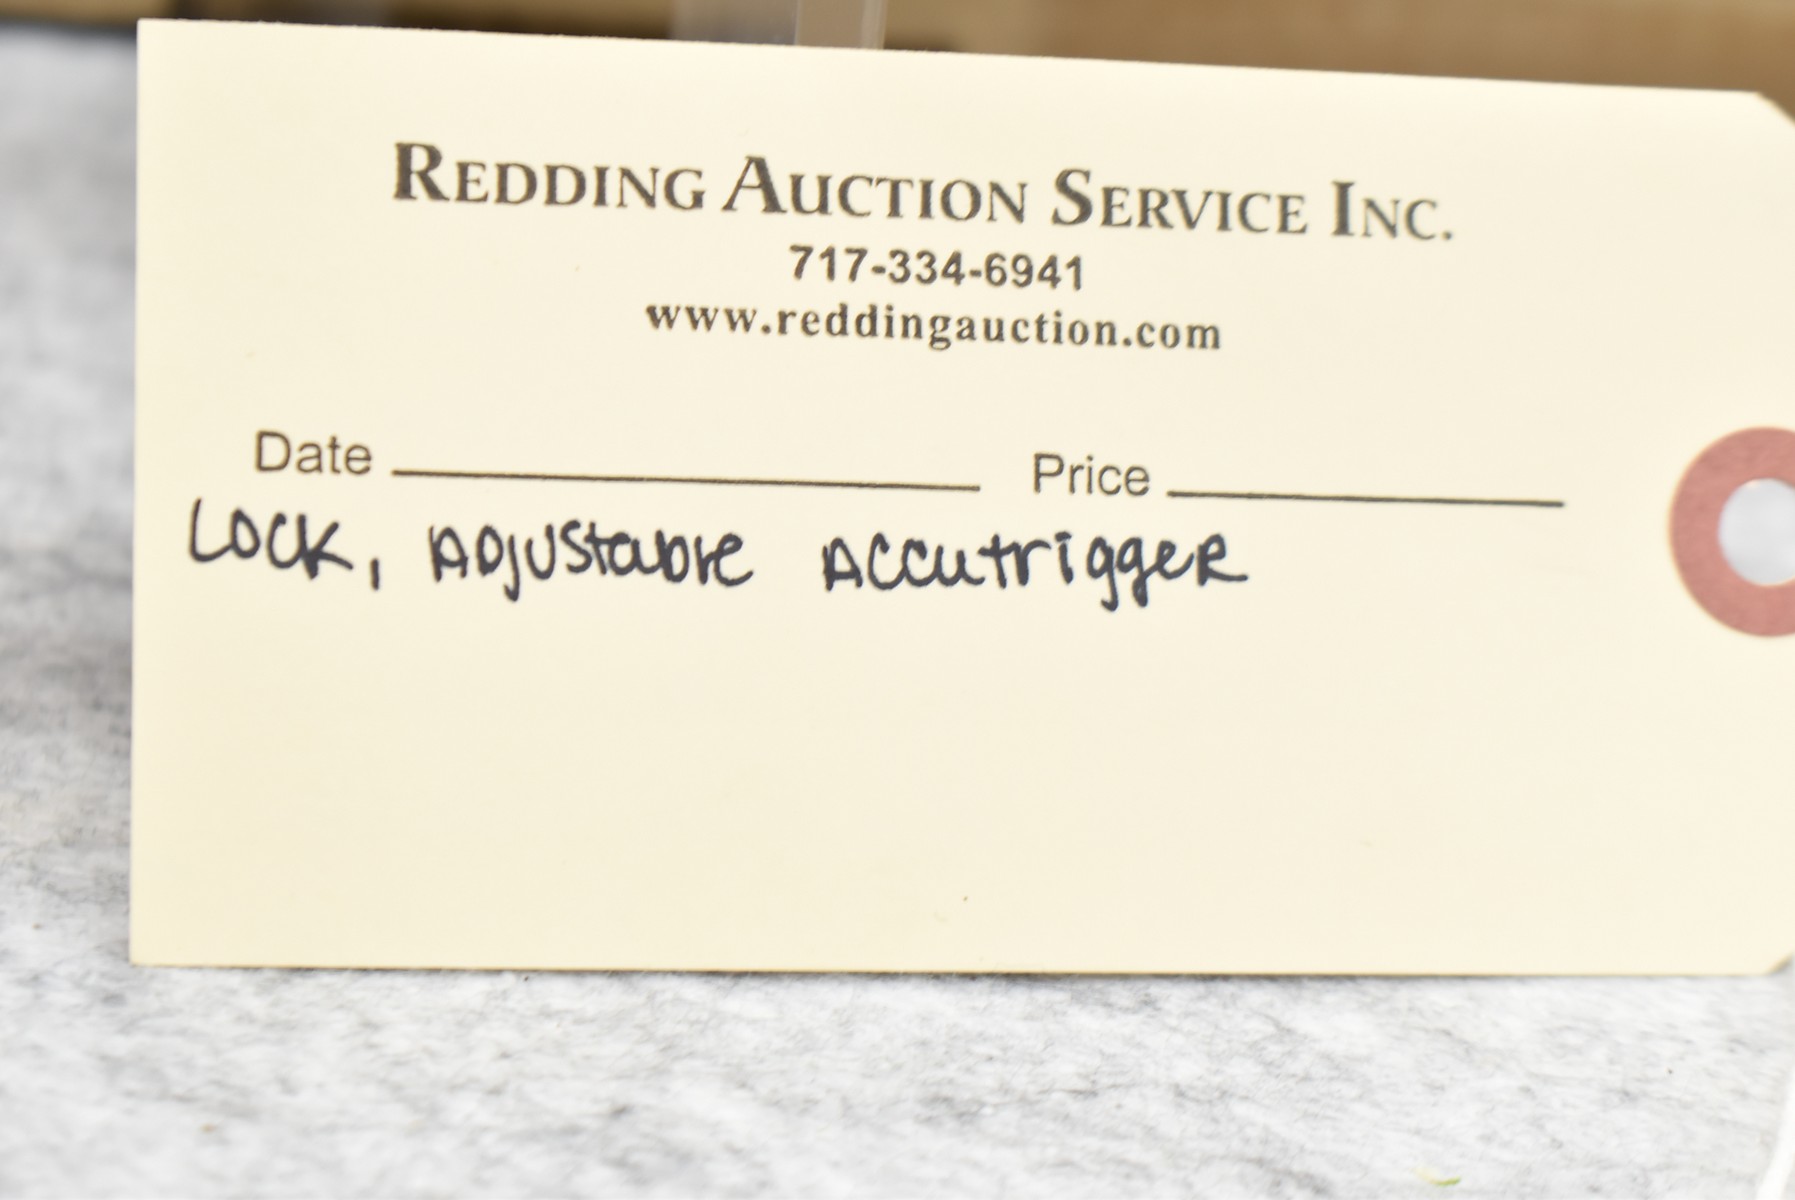 REDDING AUCTION SERVICE INC.
717-334-6941
www.reddingauction.com
Date Price
LOCK, ADJUStable Accutrigger